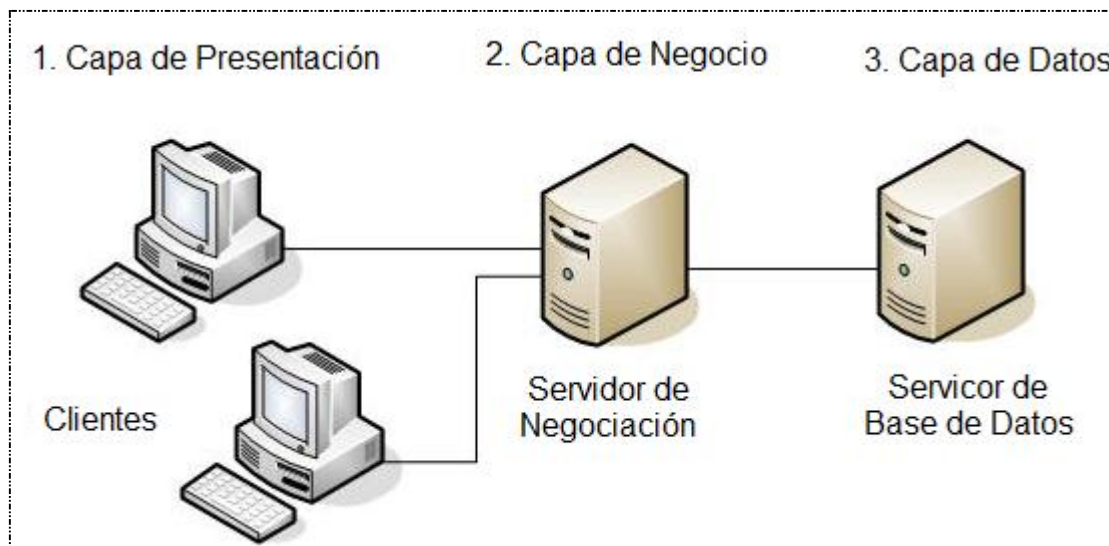 1. Capa de Presentación
2. Capa de Negocio
3. Capa de Datos
Clientes
Servidor de
Negociación
Servicor de
Base de Datos